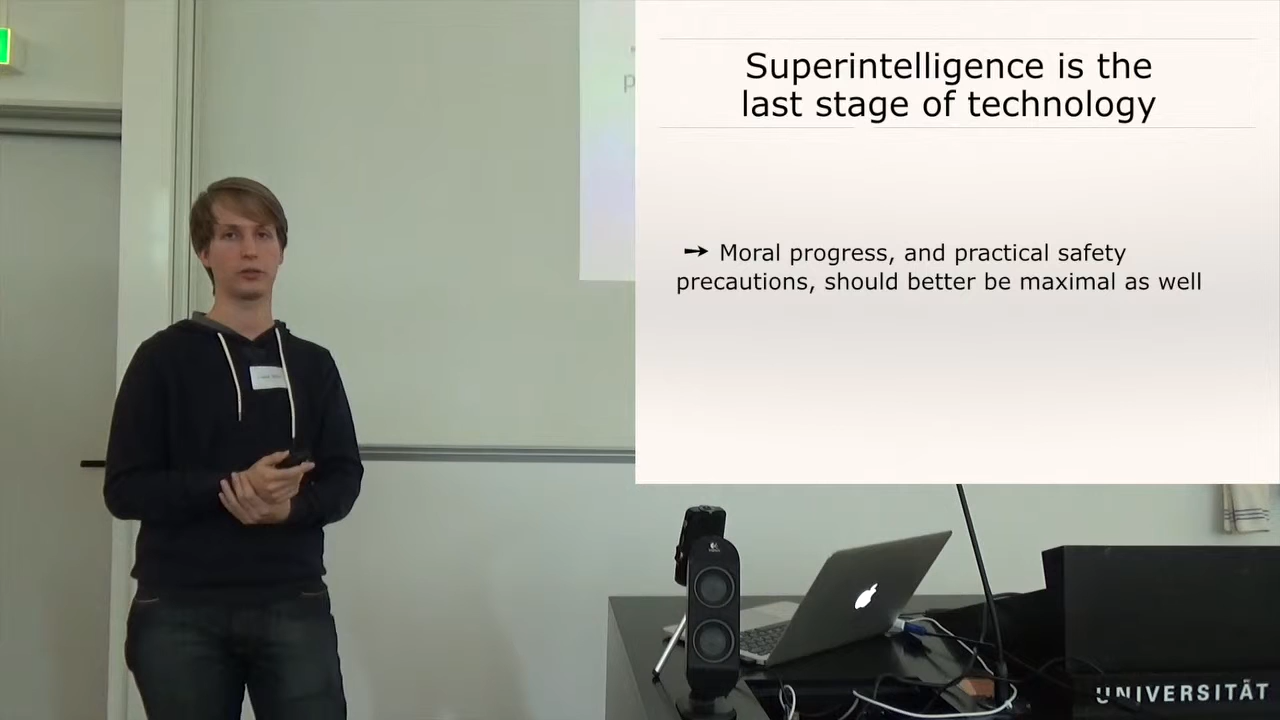 Superintelligence is the
last stage of technology
→ Moral progress, and practical safety
precautions, should better be maximal as well
UNIVERSITÄT